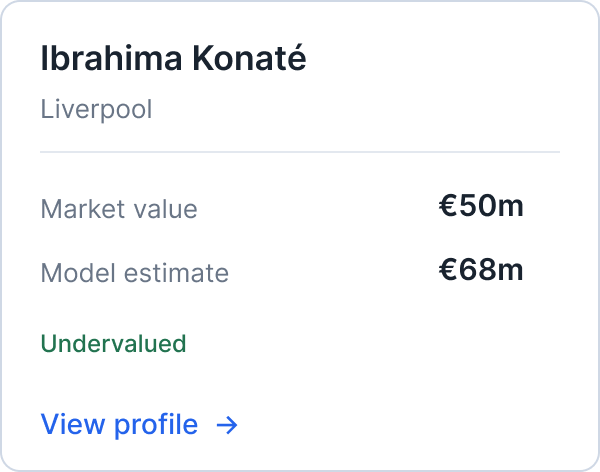 Ibrahima Konaté
Liverpool
Market value €50m
Model estimate €68m
Undervalued
View profile →